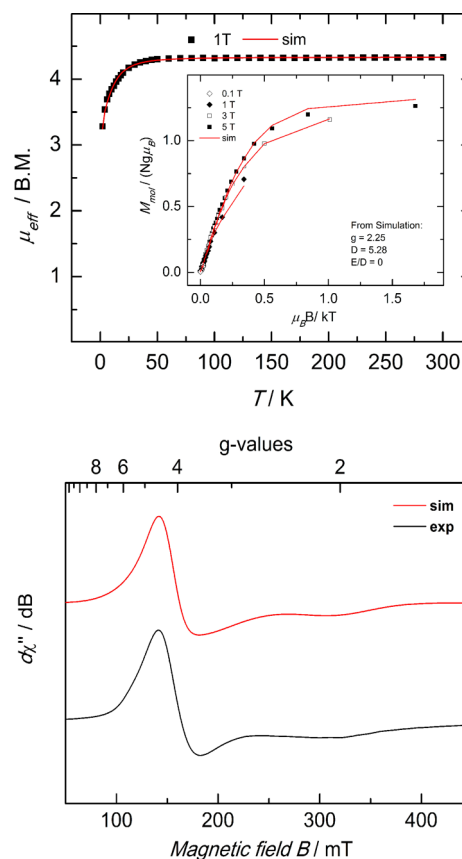 1T sim
4
3
2
1
μeff / B.M.
0 50 100 150 200 250 300
T / K
0.1 T
1 T
3 T
5 T
sim
1.5
1.0
0.5
0.0
Mmol / (NgμB)
From Simulation:
g = 2.25
D = 5.28
E/D = 0
0.0 0.5 1.0 1.5
μBB/ kT
g-values
8 6 4 2
sim
exp
dχ'' / dB
100 200 300 400
Magnetic field B / mT